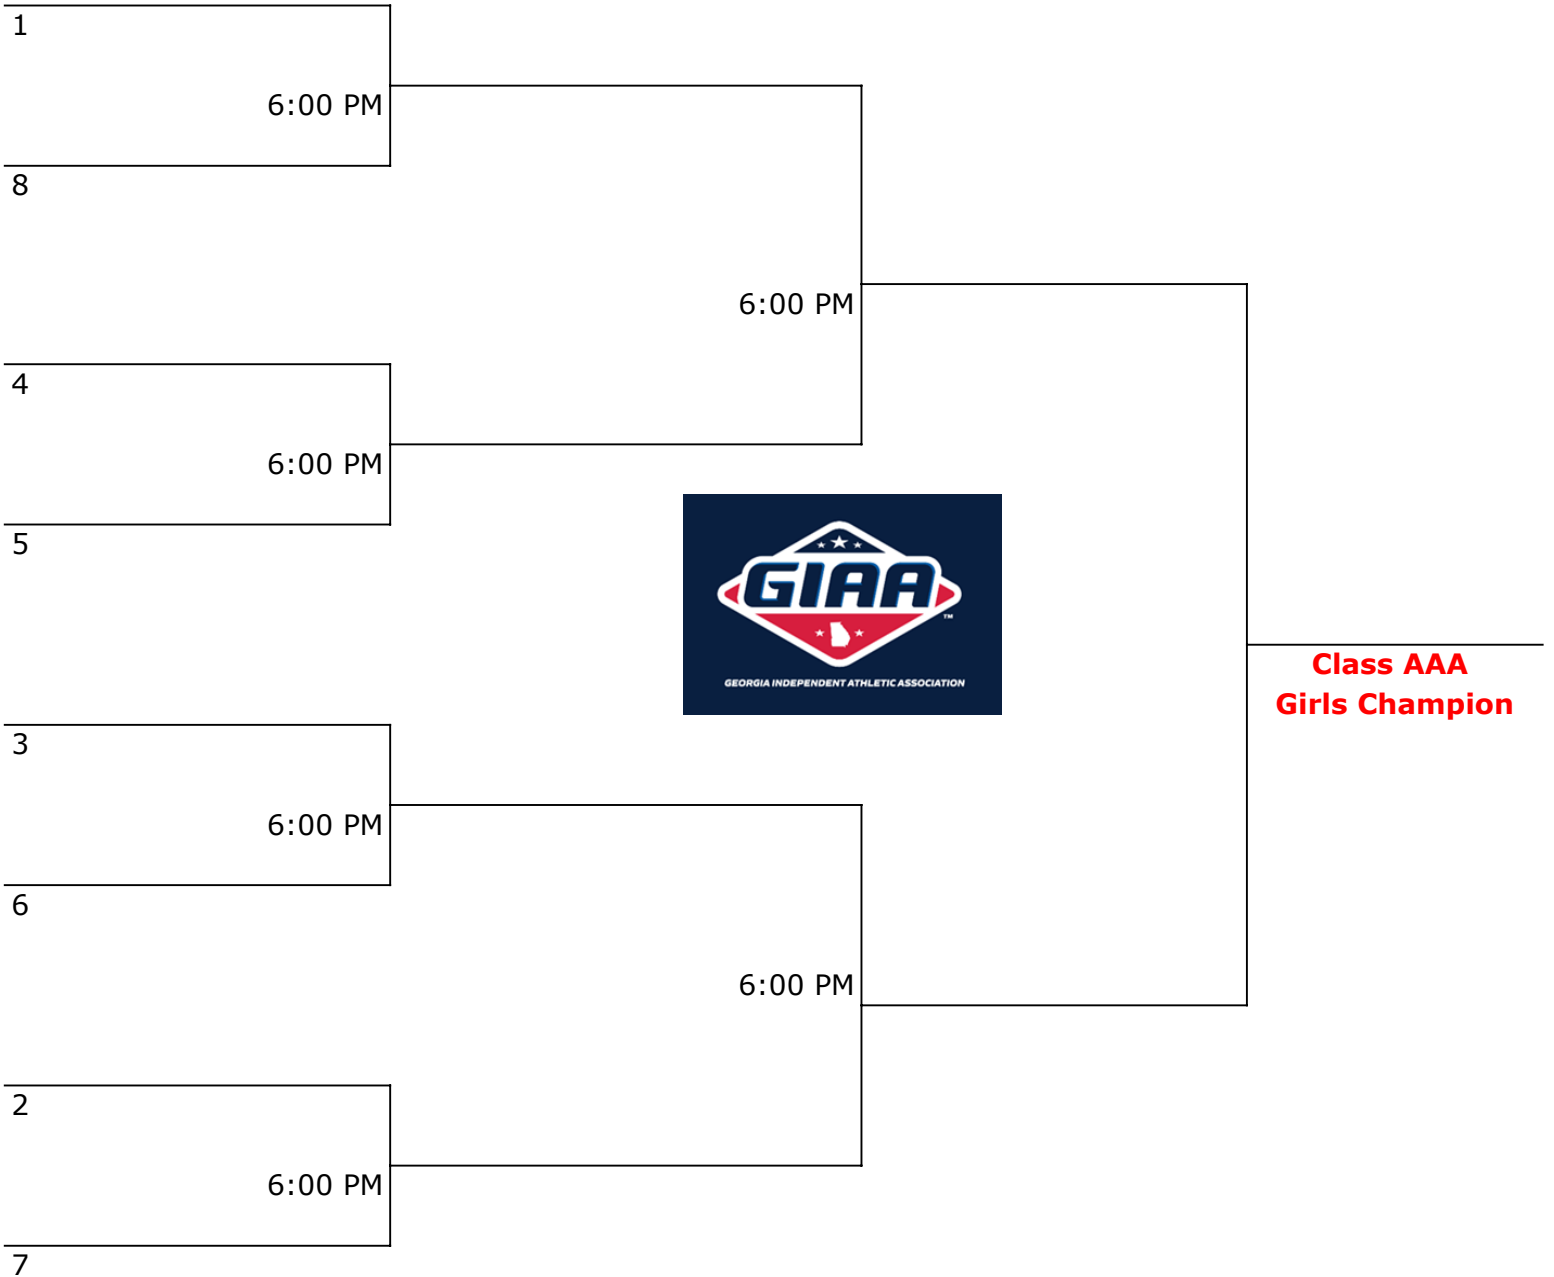 1
6:00 PM
8
6:00 PM
4
6:00 PM
5
GIAA
TM
GEORGIA INDEPENDENT ATHLETIC ASSOCIATION
Class AAA
Girls Champion
3
6:00 PM
6
6:00 PM
2
6:00 PM
7